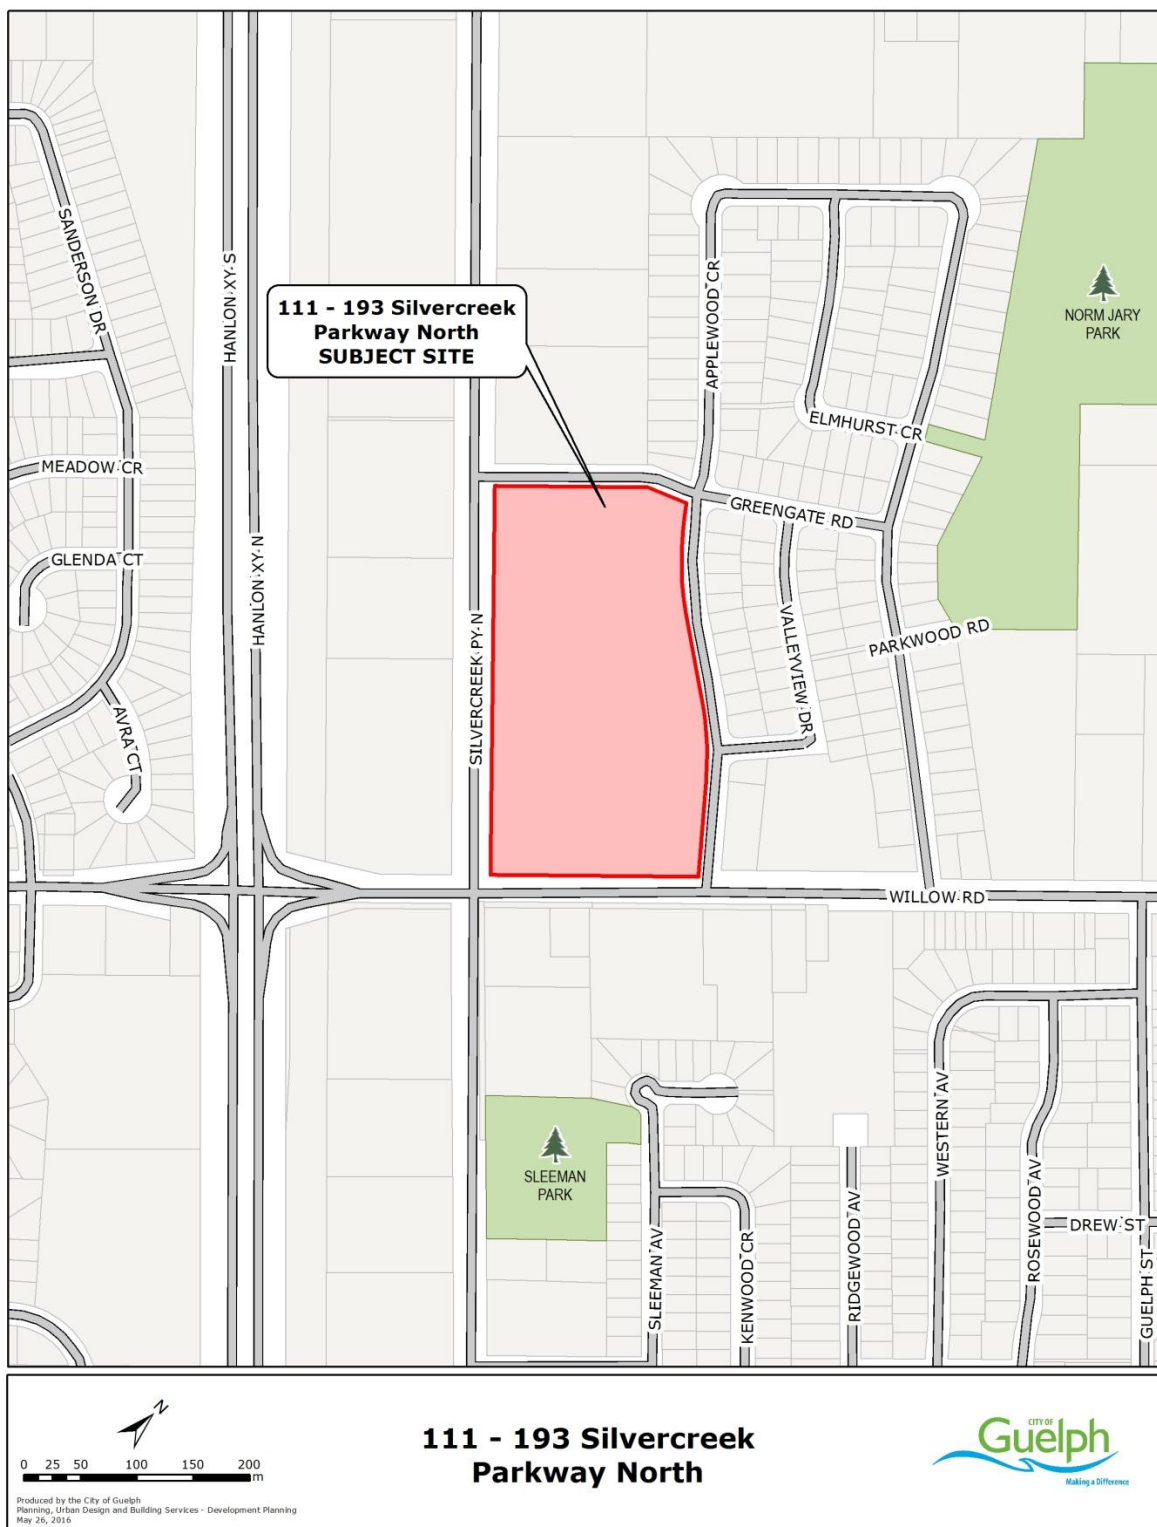 SANDERSON DR
HANLON XY S
111 - 193 Silvercreek
Parkway North
SUBJECT SITE
APPLEWOOD CR
NORM JARY
PARK
ELMHURST CR
MEADOW CR
GREENGATE RD
GLENDA CT
HANLON XY N
VALLEYVIEW DR
PARKWOOD RD
SILVERCREEK PY N
AVRA CT
WILLOW RD
WESTERN AV
SLEEMAN
PARK
ROSEWOOD AV
DREW ST
SLEEMAN AV
KENWOOD CR
RIDGEWOOD AV
GUELPH ST
N
0 25 50 100 150 200
m
Produced by the City of Guelph
Planning, Urban Design and Building Services - Development Planning
May 26, 2016
111 - 193 Silvercreek
Parkway North
CITY OF
Guelph
Making a Difference